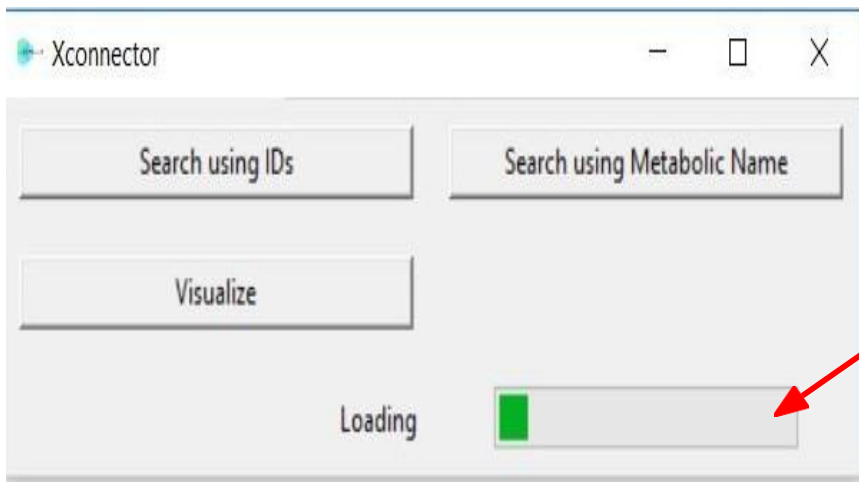 Xconnector
Search using IDs
Search using Metabolic Name
Visualize
Loading